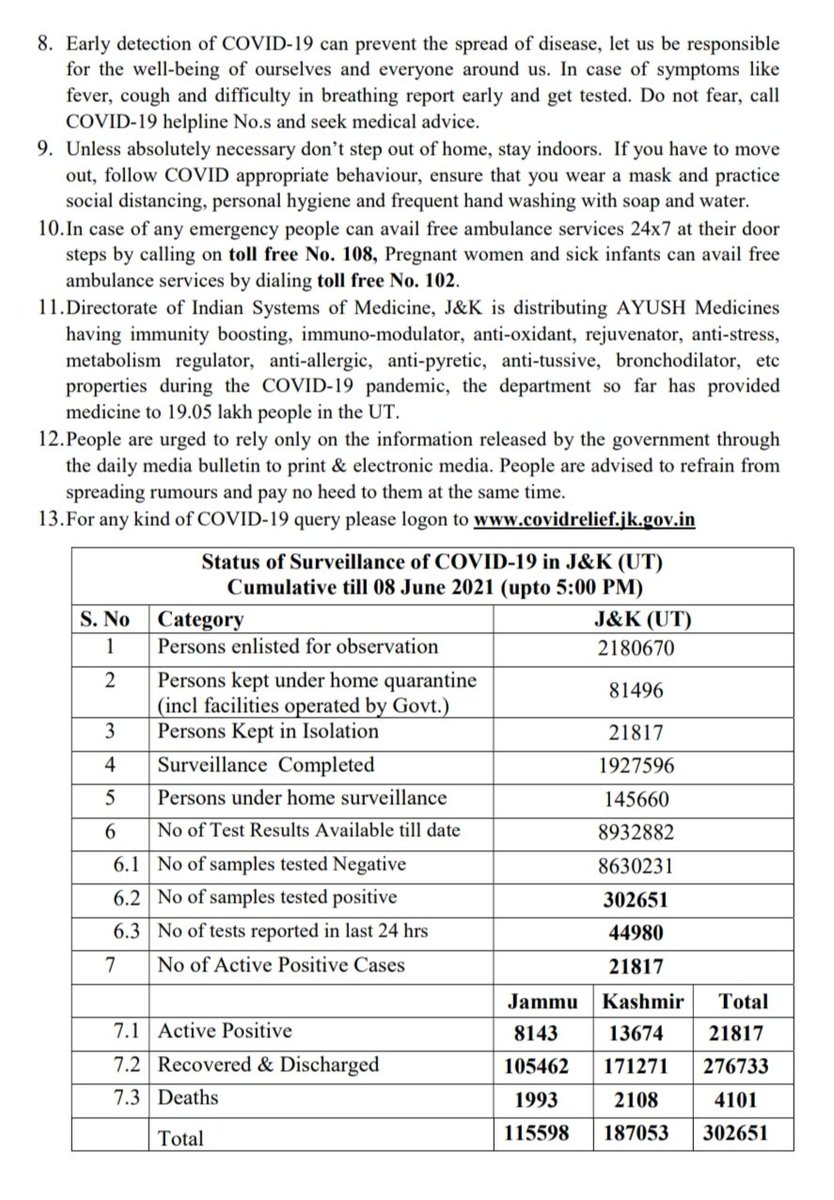 8. Early detection of COVID-19 can prevent the spread of disease, let us be responsible
for the well-being of ourselves and everyone around us. In case of symptoms like
fever, cough and difficulty in breathing report early and get tested. Do not fear, call
COVID-19 helpline No.s and seek medical advice.
9. Unless absolutely necessary don't step out of home, stay indoors. If you have to move
out, follow COVID appropriate behaviour, ensure that you wear a mask and practice
social distancing, personal hygiene and frequent hand washing with soap and water.
10.In case of any emergency people can avail free ambulance services 24x7 at their door
steps by calling on toll free No. 108, Pregnant women and sick infants can avail free
ambulance services by dialing toll free No. 102.
11.Directorate of Indian Systems of Medicine, J&K is distributing AYUSH Medicines
having immunity boosting, immuno-modulator, anti-oxidant, rejuvenator, anti-stress,
metabolism regulator, anti-allergic, anti-pyretic, anti-tussive, bronchodilator, etc
properties during the COVID-19 pandemic, the department so far has provided
medicine to 19.05 lakh people in the UT.
12.People are urged to rely only on the information released by the government through
the daily media bulletin to print & electronic media. People are advised to refrain from
spreading rumours and pay no heed to them at the same time.
13.For any kind of COVID-19 query please logon to www.covidrelief.jk.gov.in
Status of Surveillance of COVID-19 in J&K (UT)
Cumulative till 08 June 2021 (upto 5:00 PM)
S. No Category J&K (UT)
1 Persons enlisted for observation 2180670
2 Persons kept under home quarantine
(incl facilities operated by Govt.) 81496
3 Persons Kept in Isolation 21817
4 Surveillance Completed 1927596
5 Persons under home surveillance 145660
6 No of Test Results Available till date 8932882
6.1 No of samples tested Negative 8630231
6.2 No of samples tested positive 302651
6.3 No of tests reported in last 24 hrs 44980
7 No of Active Positive Cases 21817
Jammu Kashmir Total
7.1 Active Positive 8143 13674 21817
7.2 Recovered & Discharged 105462 171271 276733
7.3 Deaths 1993 2108 4101
Total 115598 187053 302651